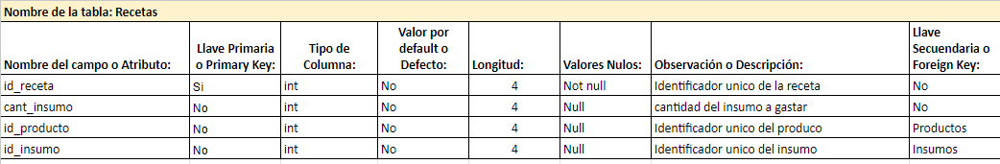 Nombre de la tabla: Recetas
Nombre del campo o Atributo: Llave Primaria o Primary Key: Tipo de Columna: Valor por default o Defecto: Longitud: Valores Nulos: Observación o Descripción: Llave Secuendaria o Foreign Key:
id_receta Si int No 4 Not null Identificador unico de la receta No
cant_insumo No int No 4 Null cantidad del insumo a gastar No
id_producto No int No 4 Null Identificador unico del produco Productos
id_insumo No int No 4 Null Identificador unico del insumo Insumos